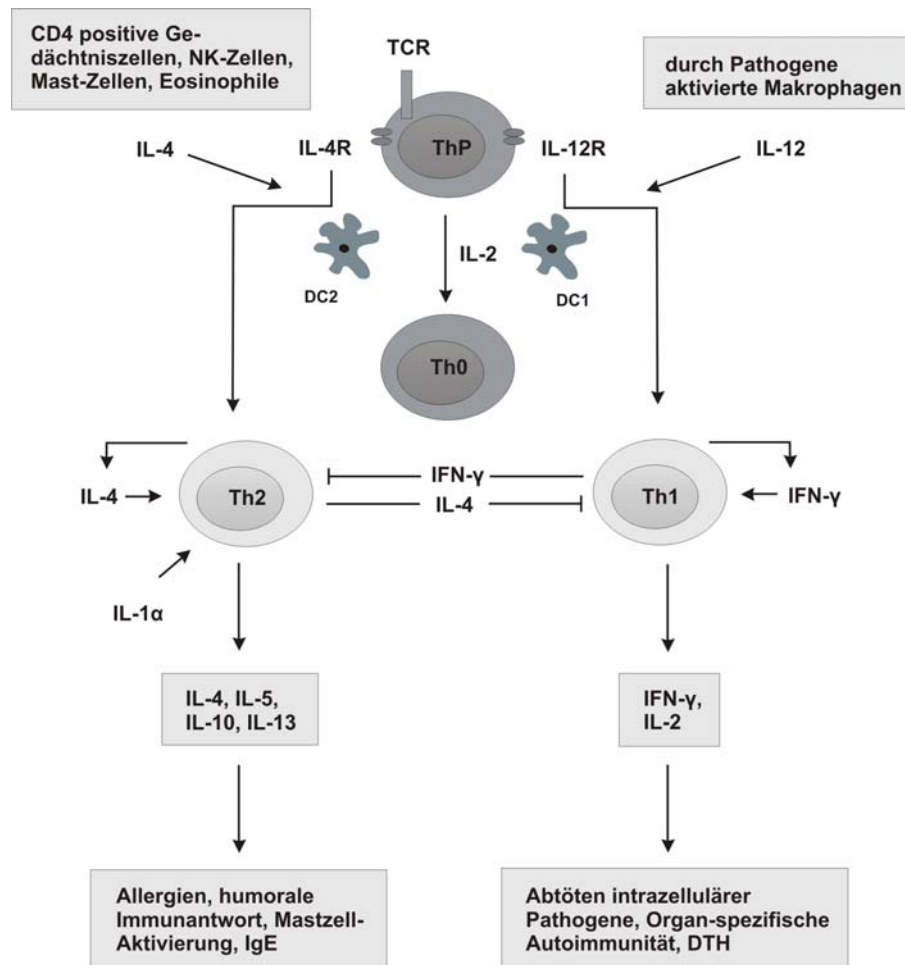 CD4 positive Ge-
dächtniszellen, NK-Zellen,
Mast-Zellen, Eosinophile
TCR
durch Pathogene
aktivierte Makrophagen
IL-4
IL-4R
ThP
IL-12R
IL-12
IL-2
DC2
DC1
Th0
IL-4
Th2
IFN-γ
IL-4
Th1
IFN-γ
IL-1α
IL-4, IL-5,
IL-10, IL-13
IFN-γ,
IL-2
Allergien, humorale
Immunantwort, Mastzell-
Aktivierung, IgE
Abtöten intrazellulärer
Pathogene, Organ-spezifische
Autoimmunität, DTH